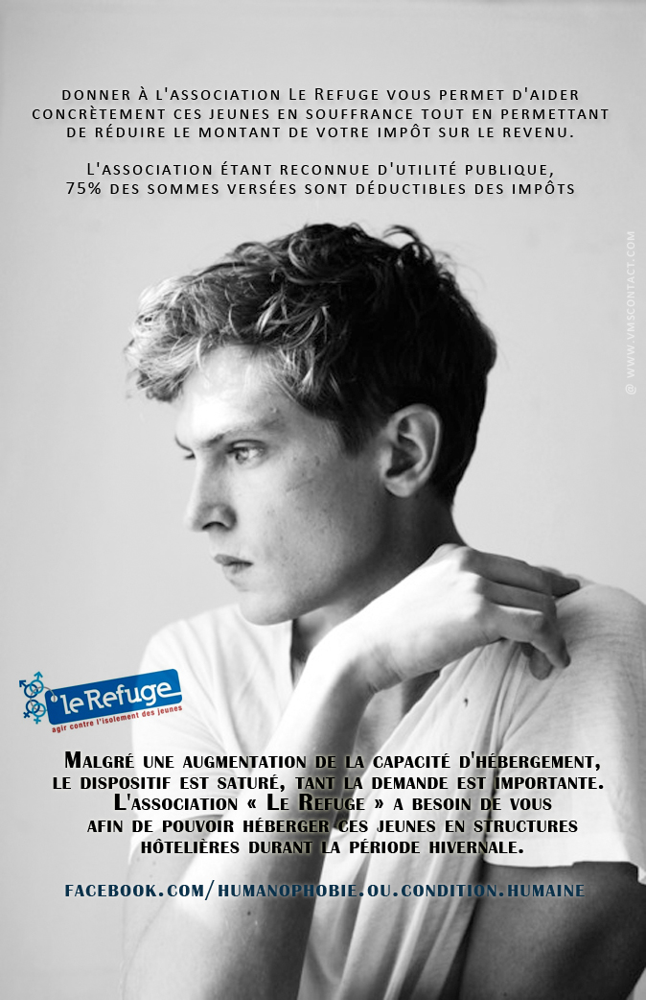 DONNER À L'ASSOCIATION LE REFUGE VOUS PERMET D'AIDER
CONCRÈTEMENT CES JEUNES EN SOUFFRANCE TOUT EN PERMETTANT
DE RÉDUIRE LE MONTANT DE VOTRE IMPÔT SUR LE REVENU.
L'ASSOCIATION ÉTANT RECONNUE D'UTILITÉ PUBLIQUE,
75% DES SOMMES VERSÉES SONT DÉDUCTIBLES DES IMPÔTS
@ WWW.VMSCONTACT.COM
le Refuge
agir contre l'isolement des jeunes
MALGRÉ UNE AUGMENTATION DE LA CAPACITÉ D'HÉBERGEMENT,
LE DISPOSITIF EST SATURÉ, TANT LA DEMANDE EST IMPORTANTE.
L'ASSOCIATION « LE REFUGE » A BESOIN DE VOUS
AFIN DE POUVOIR HÉBERGER CES JEUNES EN STRUCTURES
HÔTELIÈRES DURANT LA PÉRIODE HIVERNALE.
FACEBOOK.COM/HUMANOPHOBIE.OU.CONDITION.HUMAINE